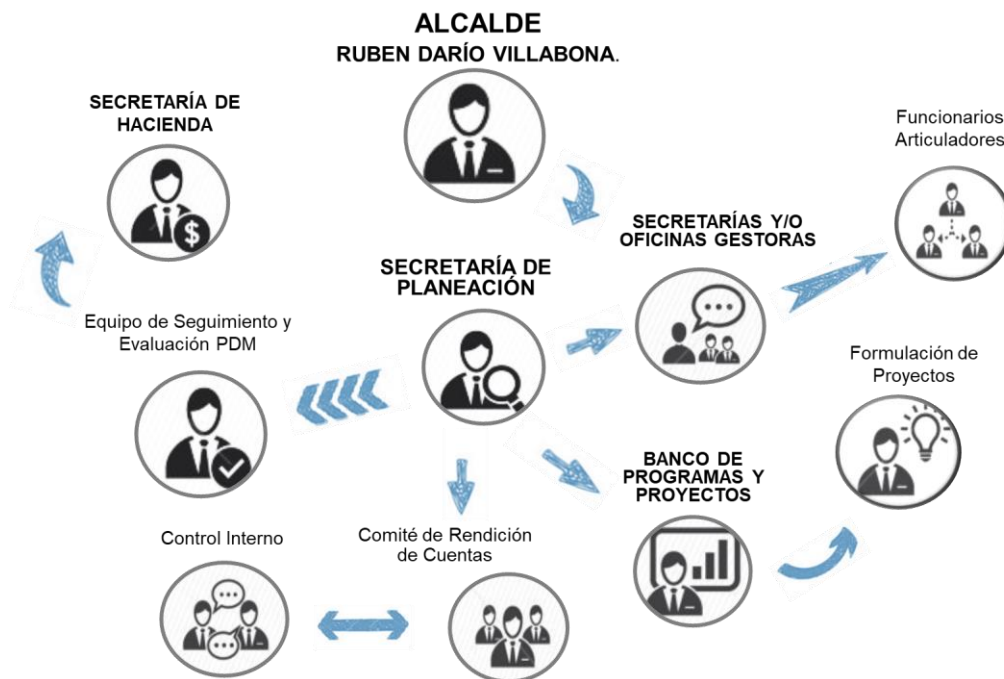 ALCALDE
RUBEN DARÍO VILLABONA.
SECRETARÍA DE
HACIENDA
Funcionarios
Articuladores
SECRETARÍAS Y/O
OFICINAS GESTORAS
SECRETARÍA DE
PLANEACIÓN
Equipo de Seguimiento y
Evaluación PDM
Formulación de
Proyectos
BANCO DE
PROGRAMAS Y
PROYECTOS
Control Interno
Comité de Rendición
de Cuentas
$